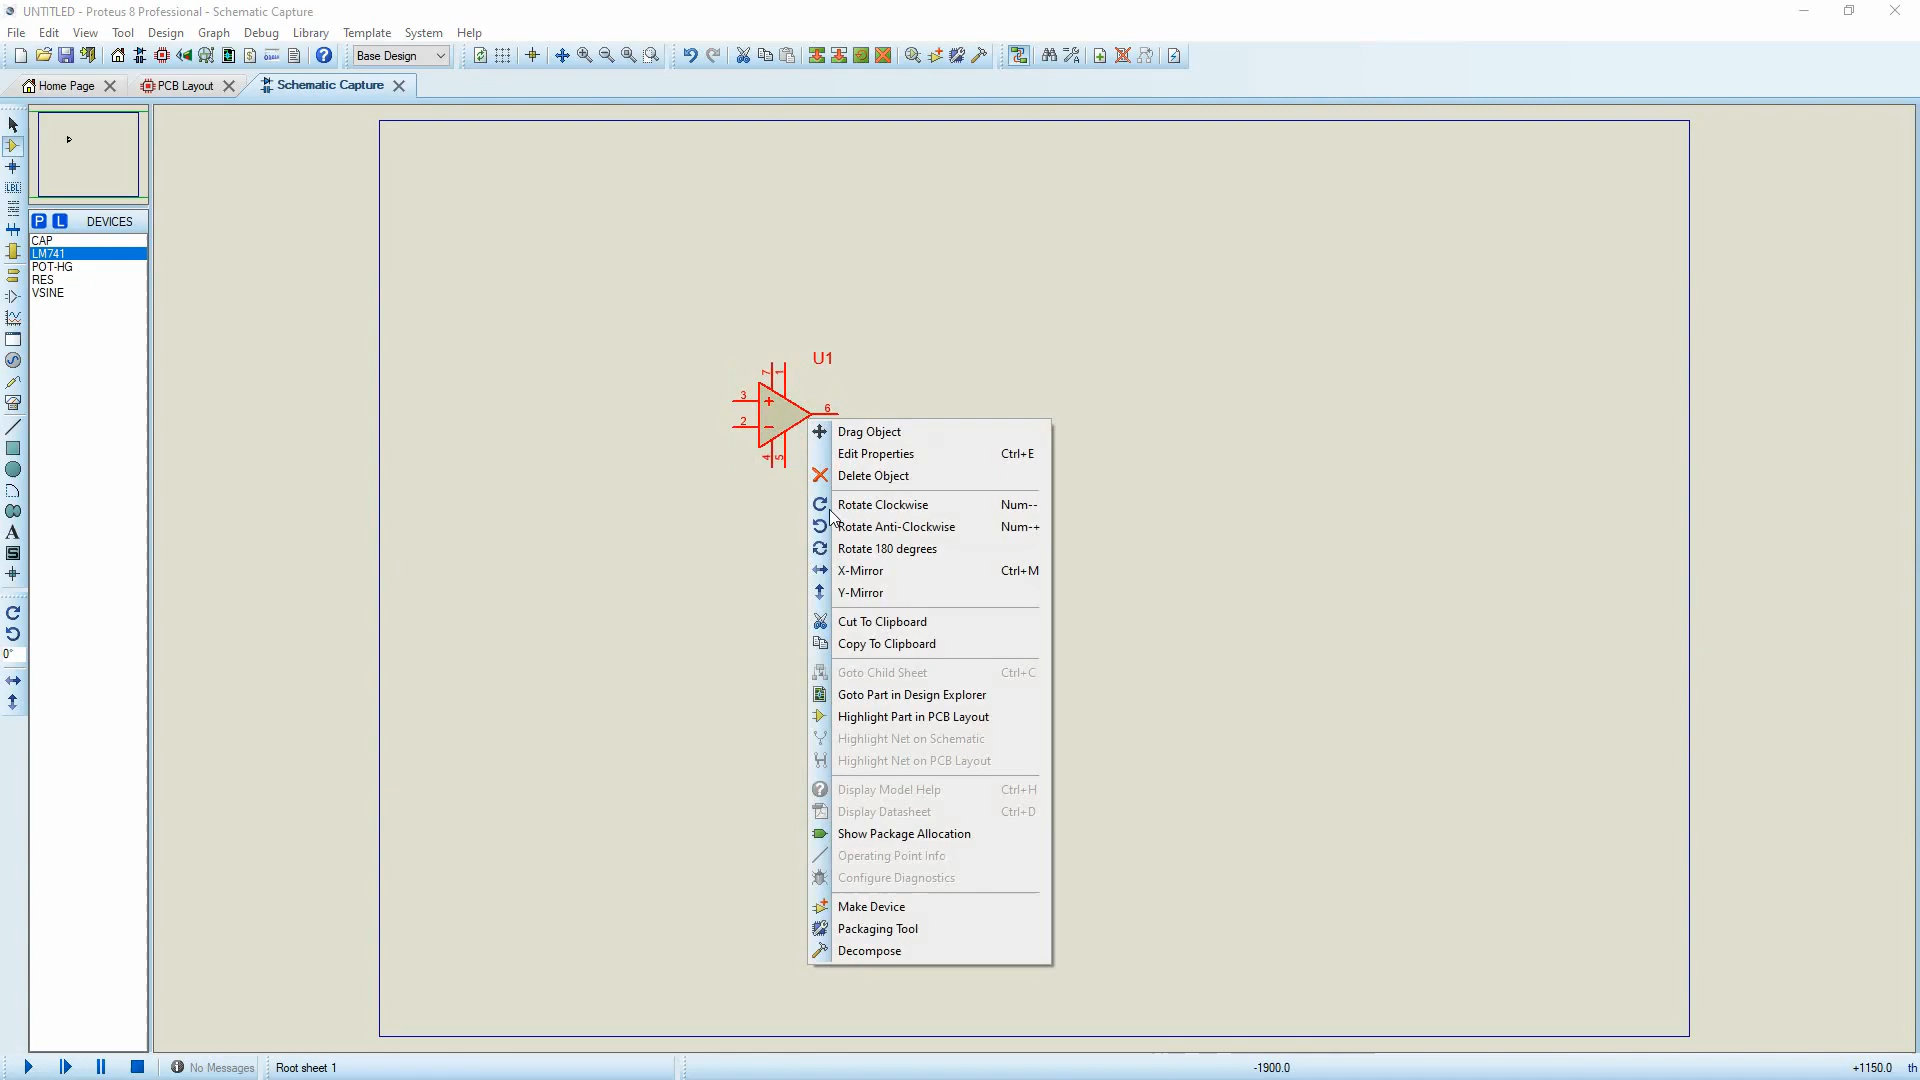 UNTITLED - Proteus 8 Professional - Schematic Capture
File Edit View Tool Design Graph Debug Library Template System Help
Base Design
Home Page PCB Layout Schematic Capture
P L DEVICES
CAP
LM741
POT-HG
RES
VSINE
LBL
A
S
0°
U1
7 1
3 +
6
2 −
4 5
Drag Object
Edit Properties Ctrl+E
Delete Object
Rotate Clockwise Num--
Rotate Anti-Clockwise Num-+
Rotate 180 degrees
X-Mirror Ctrl+M
Y-Mirror
Cut To Clipboard
Copy To Clipboard
Goto Child Sheet Ctrl+C
Goto Part in Design Explorer
Highlight Part in PCB Layout
Highlight Net on Schematic
Highlight Net on PCB Layout
Display Model Help Ctrl+H
Display Datasheet Ctrl+D
Show Package Allocation
Operating Point Info
Configure Diagnostics
Make Device
Packaging Tool
Decompose
No Messages Root sheet 1 -1900.0 +1150.0 th